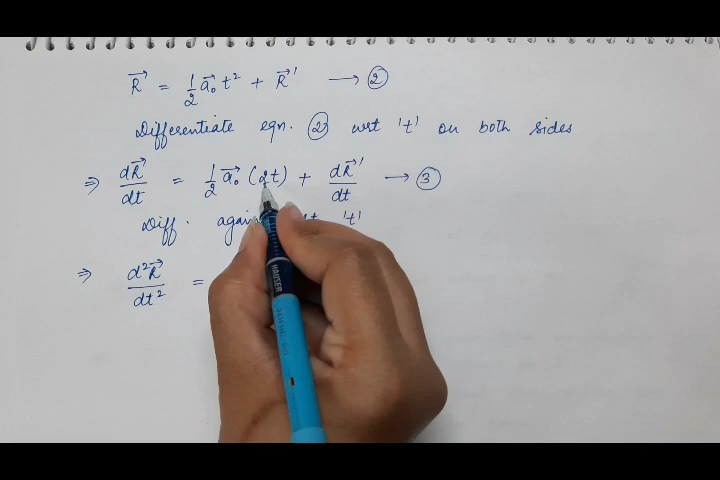 R⃗ = 1/2 a⃗₀ t² + R⃗' → ②
Differentiate eqn. ② wrt 't' on both sides
⇒ dR⃗/dt = 1/2 a⃗₀ (2t) + dR⃗'/dt → ③
Diff. again 't'
⇒ d²R⃗/dt² =
HAUSER